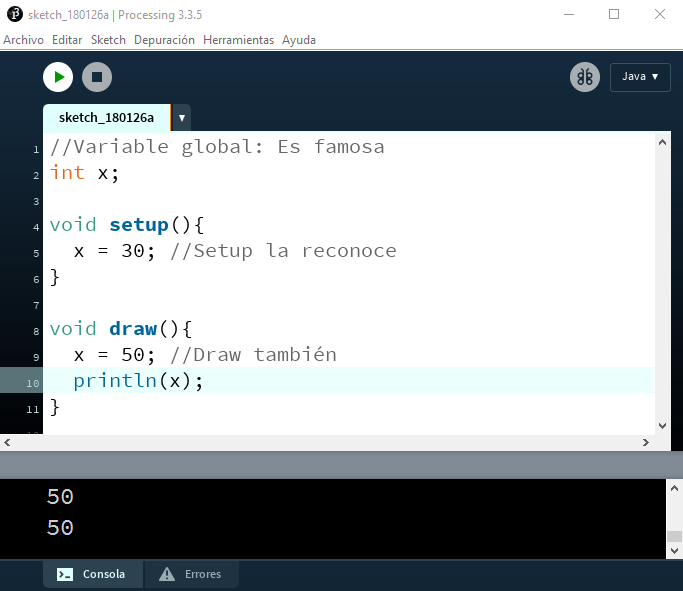 sketch_180126a | Processing 3.3.5
Archivo Editar Sketch Depuración Herramientas Ayuda
Java ▼
sketch_180126a ▼
1 //Variable global: Es famosa
2 int x;
3
4 void setup(){
5 x = 30; //Setup la reconoce
6 }
7
8 void draw(){
9 x = 50; //Draw también
10 println(x);
11 }
50
50
Consola Errores